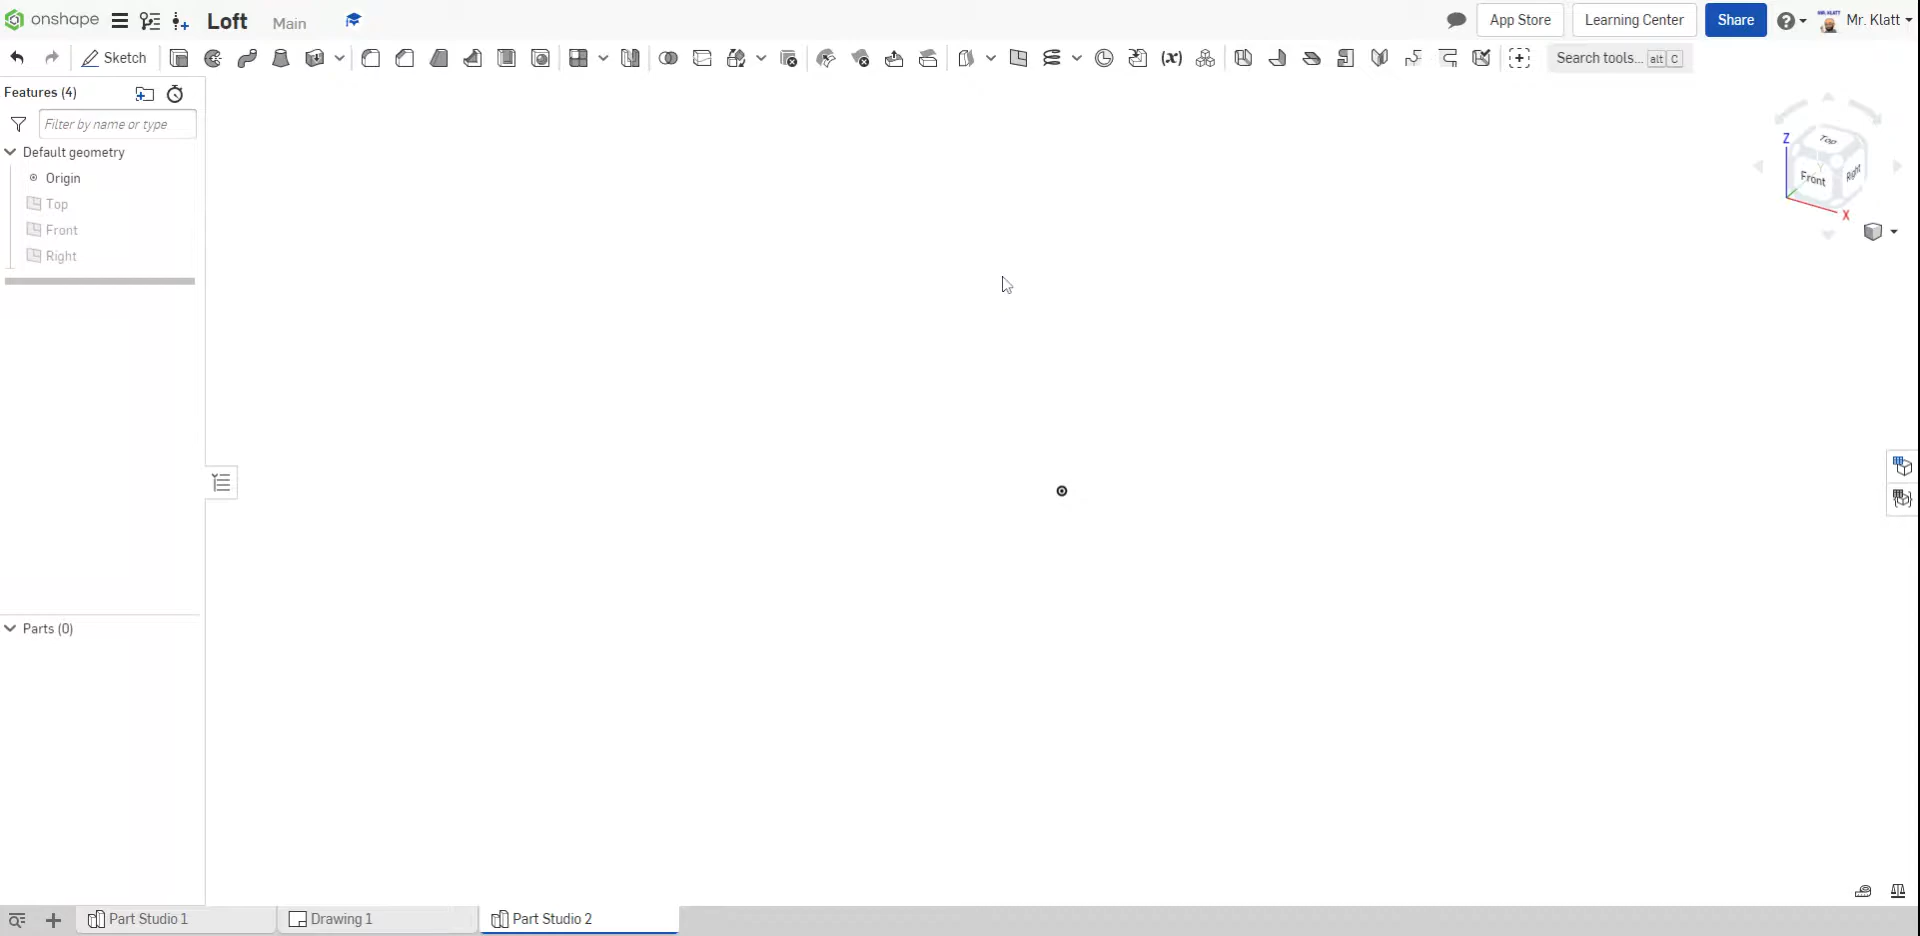 onshape Loft Main App Store Learning Center Share Mr. Klatt
Sketch (x) Search tools... alt C
Features (4)
Filter by name or type
Default geometry
Origin
Top
Front
Right
Z
Top
Front
Right
Y
X
Parts (0)
Part Studio 1 Drawing 1 Part Studio 2